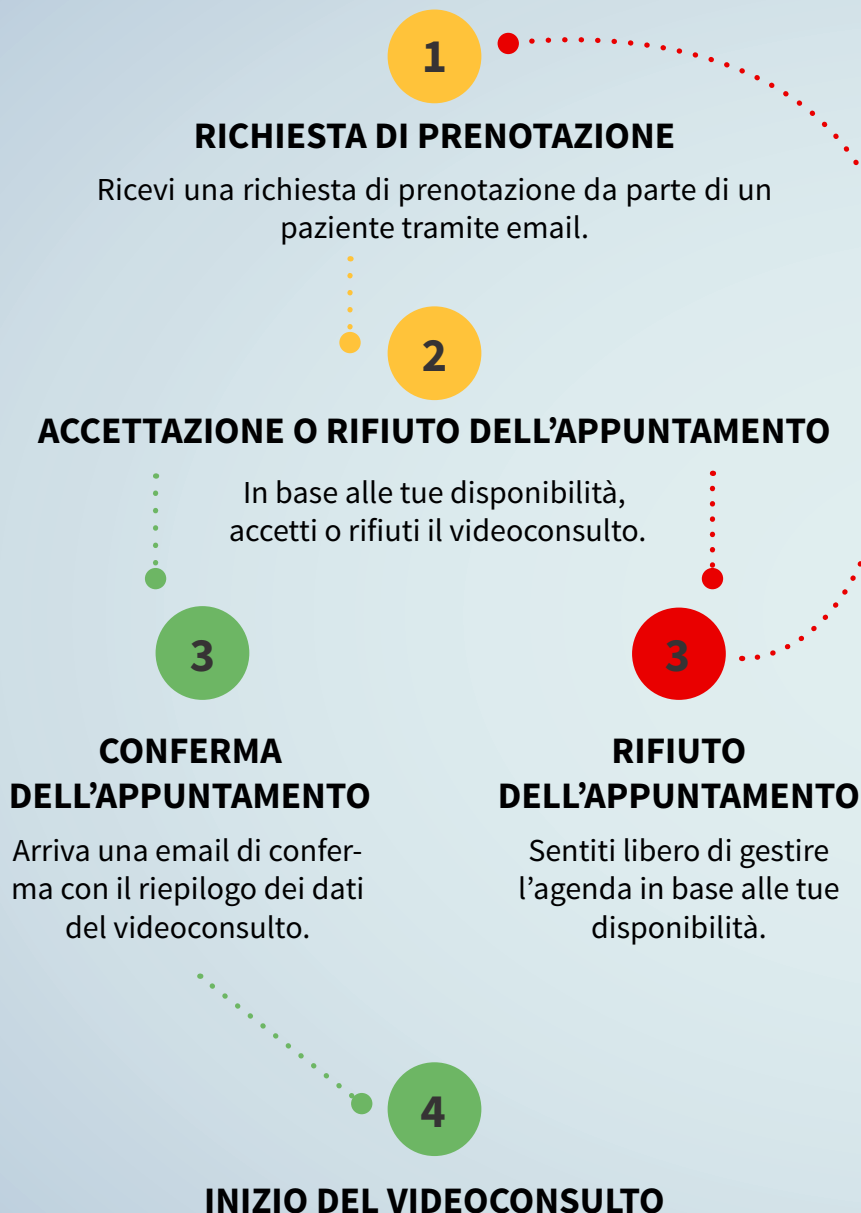 1
RICHIESTA DI PRENOTAZIONE
Ricevi una richiesta di prenotazione da parte di un
paziente tramite email.
2
ACCETTAZIONE O RIFIUTO DELL’APPUNTAMENTO
In base alle tue disponibilità,
accetti o rifiuti il videoconsulto.
3
CONFERMA
DELL’APPUNTAMENTO
Arriva una email di confer-
ma con il riepilogo dei dati
del videoconsulto.
3
RIFIUTO
DELL’APPUNTAMENTO
Sentiti libero di gestire
l’agenda in base alle tue
disponibilità.
4
INIZIO DEL VIDEOCONSULTO